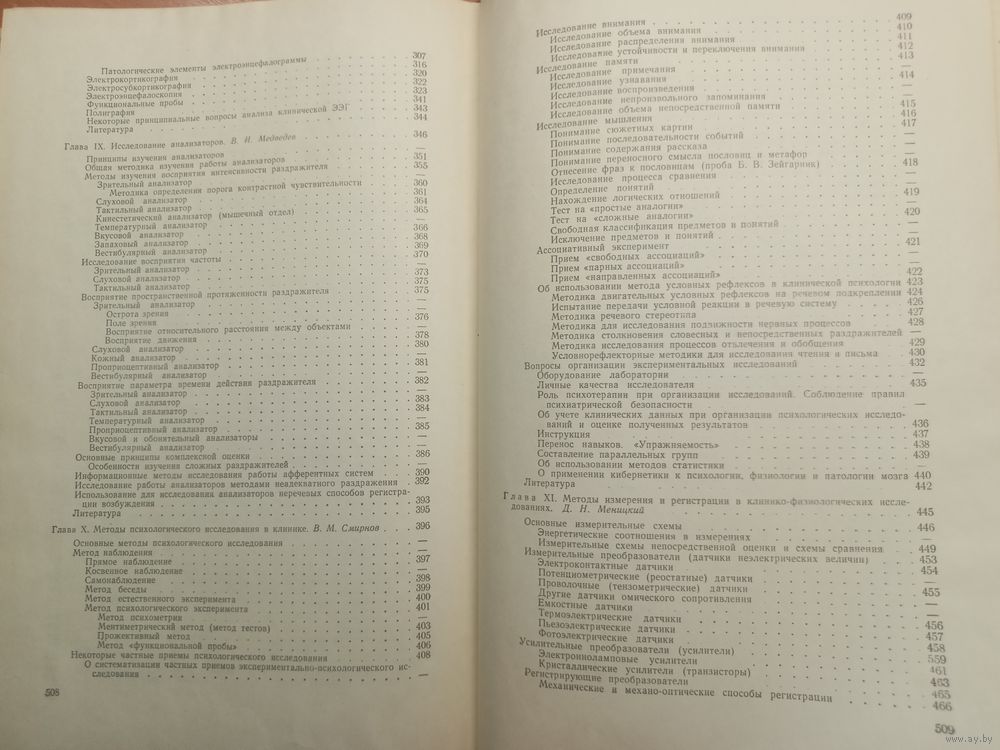 Патологические элементы электроэнцефалограммы . . . 307
Электрокортикография . . . 316
Электросубкортикография . . . 320
Электроэнцефалоскопия . . . 322
Функциональные пробы . . . 323
Полиграфия . . . 341
Некоторые принципиальные вопросы анализа клинической ЭЭГ . . . 343
Литература . . . 344
Глава IX. Исследование анализаторов. В. И. Медведев . . . 346
Принципы изучения анализаторов . . . —
Общая методика изучения работы анализаторов . . . 351
Методы изучения восприятия интенсивности раздражителя . . . 355
Зрительный анализатор . . . —
Методика определения порога контрастной чувствительности . . . 360
Слуховой анализатор . . . 361
Тактильный анализатор . . . 364
Кинестетический анализатор (мышечный отдел) . . . 365
Температурный анализатор . . . —
Вкусовой анализатор . . . 366
Запаховый анализатор . . . 368
Вестибулярный анализатор . . . 369
Исследование восприятия частоты . . . 370
Зрительный анализатор . . . —
Слуховой анализатор . . . 373
Тактильный анализатор . . . 375
Восприятие пространственной протяженности раздражителя . . . 375
Зрительный анализатор . . . —
Острота зрения . . . —
Поле зрения . . . 376
Восприятие относительного расстояния между объектами . . . —
Восприятие движения . . . 378
Слуховой анализатор . . . 380
Кожный анализатор . . . —
Проприоцептивный анализатор . . . 381
Вестибулярный анализатор . . . —
Восприятие параметра времени действия раздражителя . . . 382
Зрительный анализатор . . . —
Слуховой анализатор . . . 383
Тактильный анализатор . . . 384
Температурный анализатор . . . —
Проприоцептивный анализатор . . . 385
Вкусовой и обонятельный анализаторы . . . —
Вестибулярный анализатор . . . —
Основные принципы комплексной оценки . . . 386
Особенности изучения сложных раздражителей . . . —
Информационные методы исследования работы афферентных систем . . . 390
Исследование работы анализаторов методами неадекватного раздражения . 392
Использование для исследования анализаторов неречевых способов регистра-
ции возбуждения . . . 393
Литература . . . 395
Глава X. Методы психологического исследования в клинике. В. М. Смирнов . . . 396
Основные методы психологического исследования . . . —
Метод наблюдения . . . —
Прямое наблюдение . . . 397
Косвенное наблюдение . . . —
Самонаблюдение . . . 398
Метод беседы . . . 399
Метод естественного эксперимента . . . 400
Метод психологического эксперимента . . . 401
Метод психометрии . . . —
Ментиметрический метод (метод тестов) . . . 403
Прожективный метод . . . 405
Метод «функциональной пробы» . . . 406
Некоторые частные приемы психологического исследования . . . 408
О систематизации частных приемов экспериментально-психологического ис-
следования . . . —
508
Исследование внимания . . . 409
Исследование объема внимания . . . 410
Исследование распределения внимания . . . 411
Исследование устойчивости и переключения внимания . . . 412
Исследование памяти . . . 413
Исследование примечания . . . —
Исследование узнавания . . . 414
Исследование воспроизведения . . . —
Исследование непроизвольного запоминания . . . —
Исследование объема непосредственной памяти . . . 415
Исследование мышления . . . 416
Понимание сюжетных картин . . . 417
Понимание последовательности событий . . . —
Понимание содержания рассказа . . . —
Понимание переносного смысла пословиц и метафор . . . —
Отнесение фраз к пословицам (проба Б. В. Зейгарник) . . . 418
Исследование процесса сравнения . . . —
Определение понятий . . . —
Нахождение логических отношений . . . 419
Тест на «простые аналогии» . . . —
Тест на «сложные аналогии» . . . 420
Свободная классификация предметов и понятий . . . —
Исключение предметов и понятий . . . —
Ассоциативный эксперимент . . . 421
Прием «свободных ассоциаций» . . . —
Прием «парных ассоциаций» . . . —
Прием «направленных ассоциаций» . . . 422
Об использовании метода условных рефлексов в клинической психологии 423
Методика двигательных условных рефлексов на речевом подкреплении 424
Испытание передачи условной реакции в речевую систему . . . 426
Методика речевого стереотипа . . . 427
Методика для исследования подвижности нервных процессов . . . 428
Методика столкновения словесных и непосредственных раздражителей —
Методика исследования процессов отвлечения и обобщения . . . 429
Условнорефлекторные методики для исследования чтения и письма . . . 430
Вопросы организации экспериментальных исследований . . . 432
Оборудование лаборатории . . . —
Личные качества исследователя . . . 435
Роль психотерапии при организации исследований. Соблюдение правил
психиатрической безопасности . . . —
Об учете клинических данных при организации психологических исследо-
ваний и оценке полученных результатов . . . 436
Инструкция . . . 437
Перенос навыков. «Упражняемость» . . . 438
Составление параллельных групп . . . 439
Об использовании методов статистики . . . —
О применении кибернетики к психологии, физиологии и патологии мозга 440
Литература . . . 442
Глава XI. Методы измерения и регистрации в клинико-физиологических иссле-
дованиях. Д. Н. Меницкий . . . 445
Основные измерительные схемы . . . 446
Энергетические соотношения в измерениях . . . —
Измерительные схемы непосредственной оценки и схемы сравнения . 449
Измерительные преобразователи (датчики неэлектрических величин) . . . 453
Электроконтактные датчики . . . 454
Потенциометрические (реостатные) датчики . . . —
Проволочные (тензометрические) датчики . . . 455
Другие датчики омического сопротивления . . . —
Емкостные датчики . . . —
Термоэлектрические датчики . . . 456
Пьезоэлектрические датчики . . . 457
Фотоэлектрические датчики . . . 458
Усилительные преобразователи (усилители) . . . 559
Электронноламповые усилители . . . —
Кристаллические усилители (транзисторы) . . . 461
Регистрирующие преобразователи . . . 463
Механические и механо-оптические способы регистрации . . . 465
466
509
www.ay.by